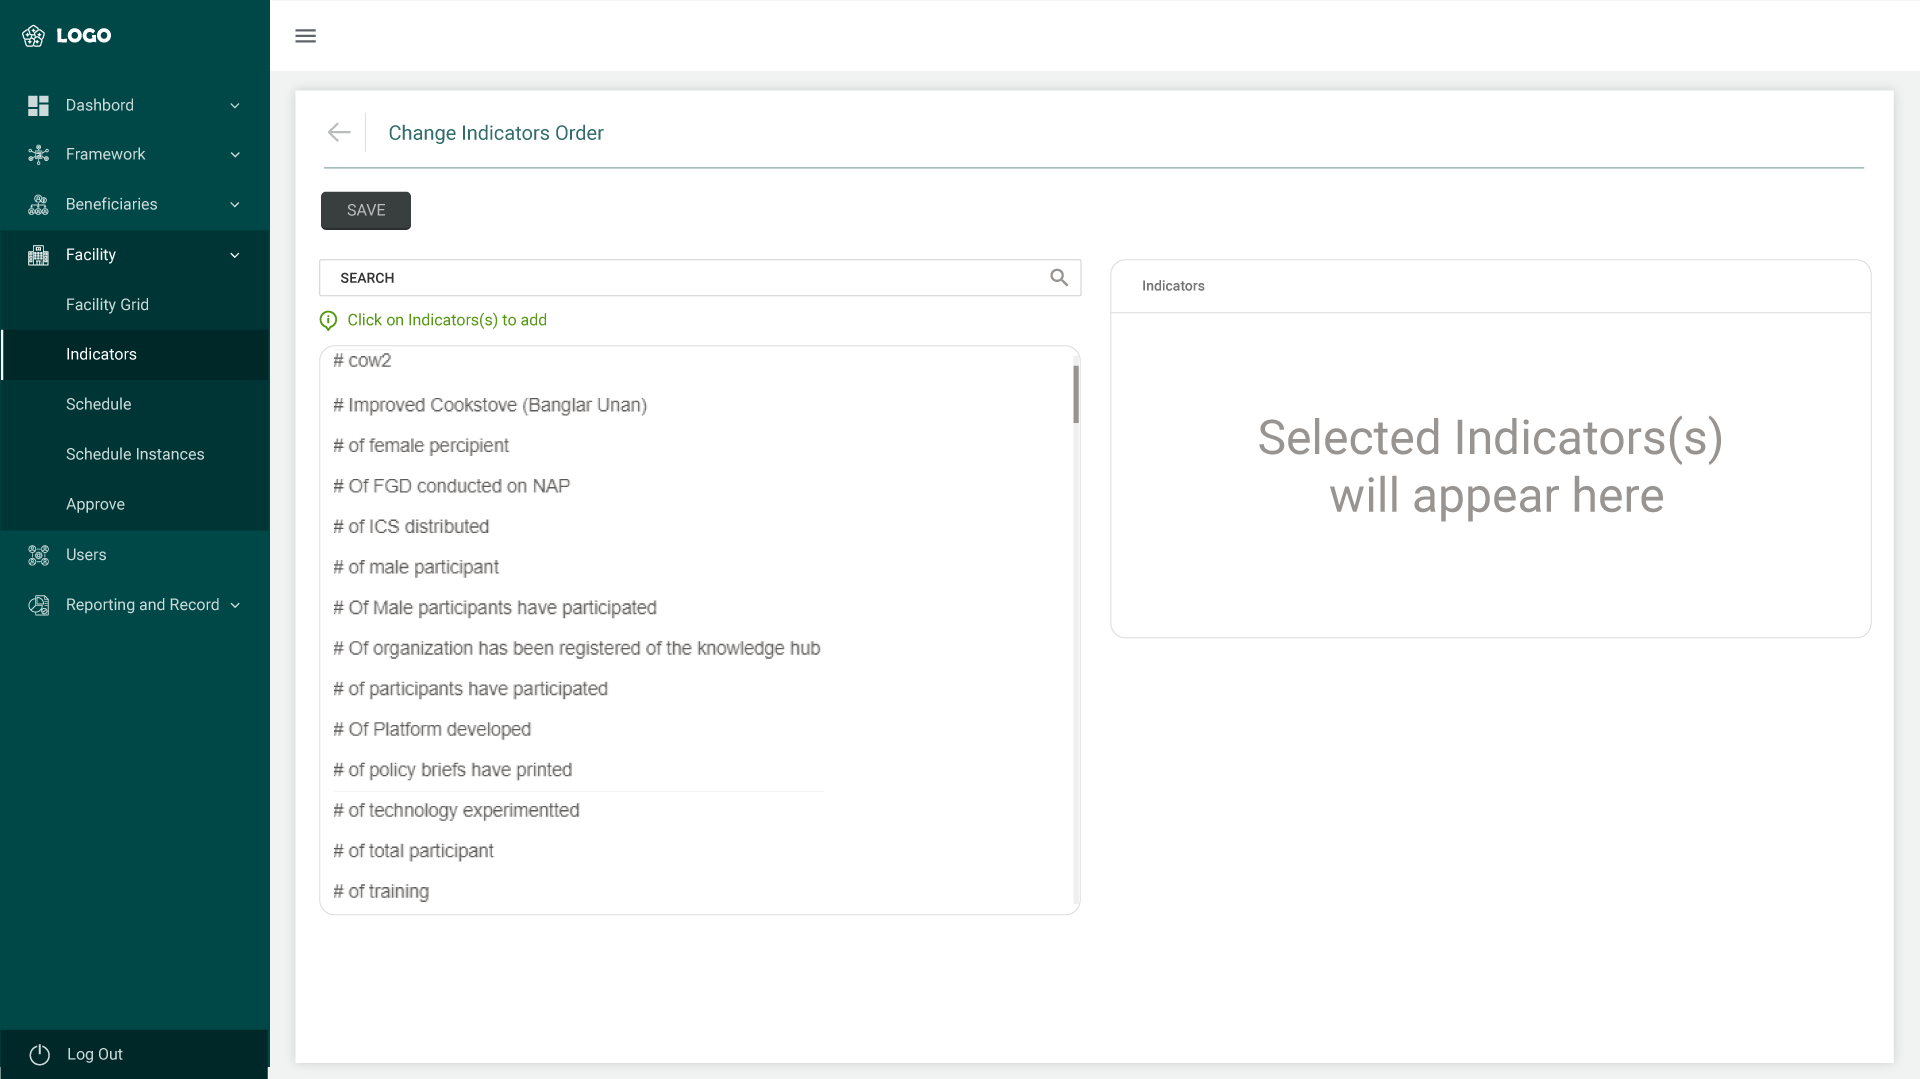 LOGO
Dashbord
Framework
Beneficiaries
Facility
Facility Grid
Indicators
Schedule
Schedule Instances
Approve
Users
Reporting and Record
Log Out
Change Indicators Order
SAVE
SEARCH
Click on Indicators(s) to add
# cow2
# Improved Cookstove (Banglar Unan)
# of female percipient
# Of FGD conducted on NAP
# of ICS distributed
# of male participant
# Of Male participants have participated
# Of organization has been registered of the knowledge hub
# of participants have participated
# Of Platform developed
# of policy briefs have printed
# of technology experimentted
# of total participant
# of training
Indicators
Selected Indicators(s)
will appear here